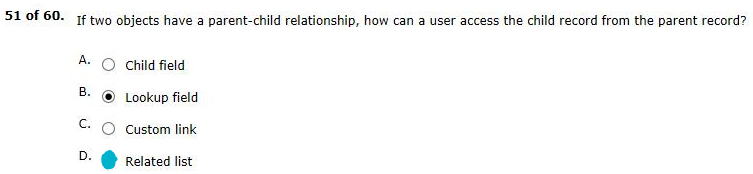 51 of 60. If two objects have a parent-child relationship, how can a user access the child record from the parent record?
A. Child field
B. Lookup field
C. Custom link
D. Related list